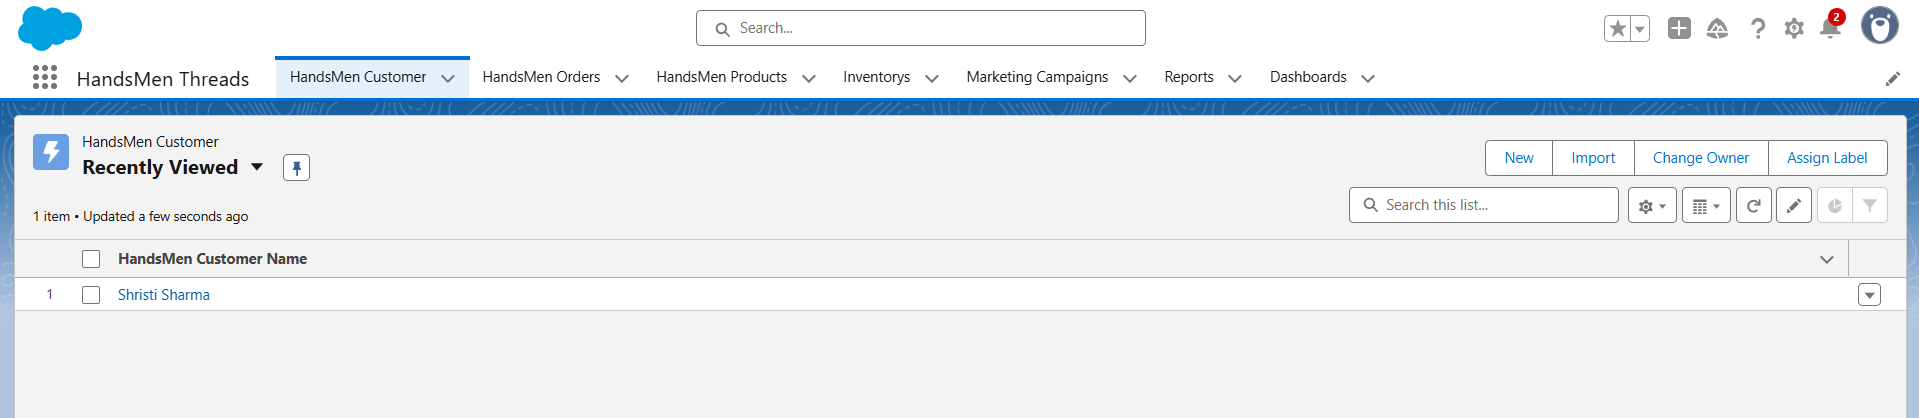 Search...
2
HandsMen Threads
HandsMen Customer
HandsMen Orders
HandsMen Products
Inventorys
Marketing Campaigns
Reports
Dashboards
HandsMen Customer
Recently Viewed
New
Import
Change Owner
Assign Label
1 item • Updated a few seconds ago
Search this list...
HandsMen Customer Name
1
Shristi Sharma